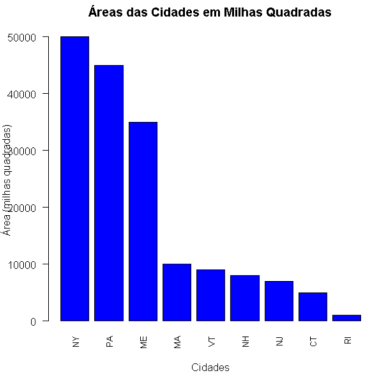 Áreas das Cidades em Milhas Quadradas
50000
40000
30000
20000
10000
0
Área (milhas quadradas)
NY PA ME MA VT NH NJ CT RI
Cidades